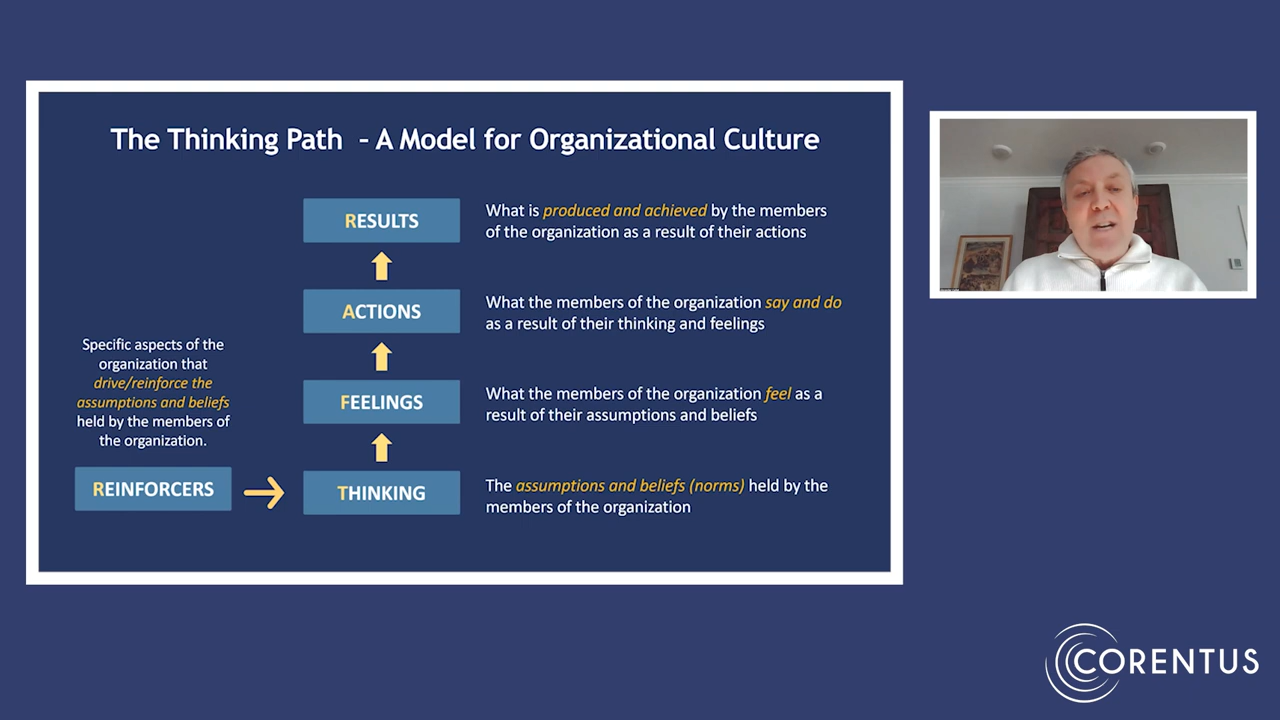 The Thinking Path - A Model for Organizational Culture
RESULTS
What is produced and achieved by the members
of the organization as a result of their actions
ACTIONS
What the members of the organization say and do
as a result of their thinking and feelings
FEELINGS
What the members of the organization feel as a
result of their assumptions and beliefs
Specific aspects of the
organization that
drive/reinforce the
assumptions and beliefs
held by the members of
the organization.
REINFORCERS
THINKING
The assumptions and beliefs (norms) held by the
members of the organization
CORENTUS